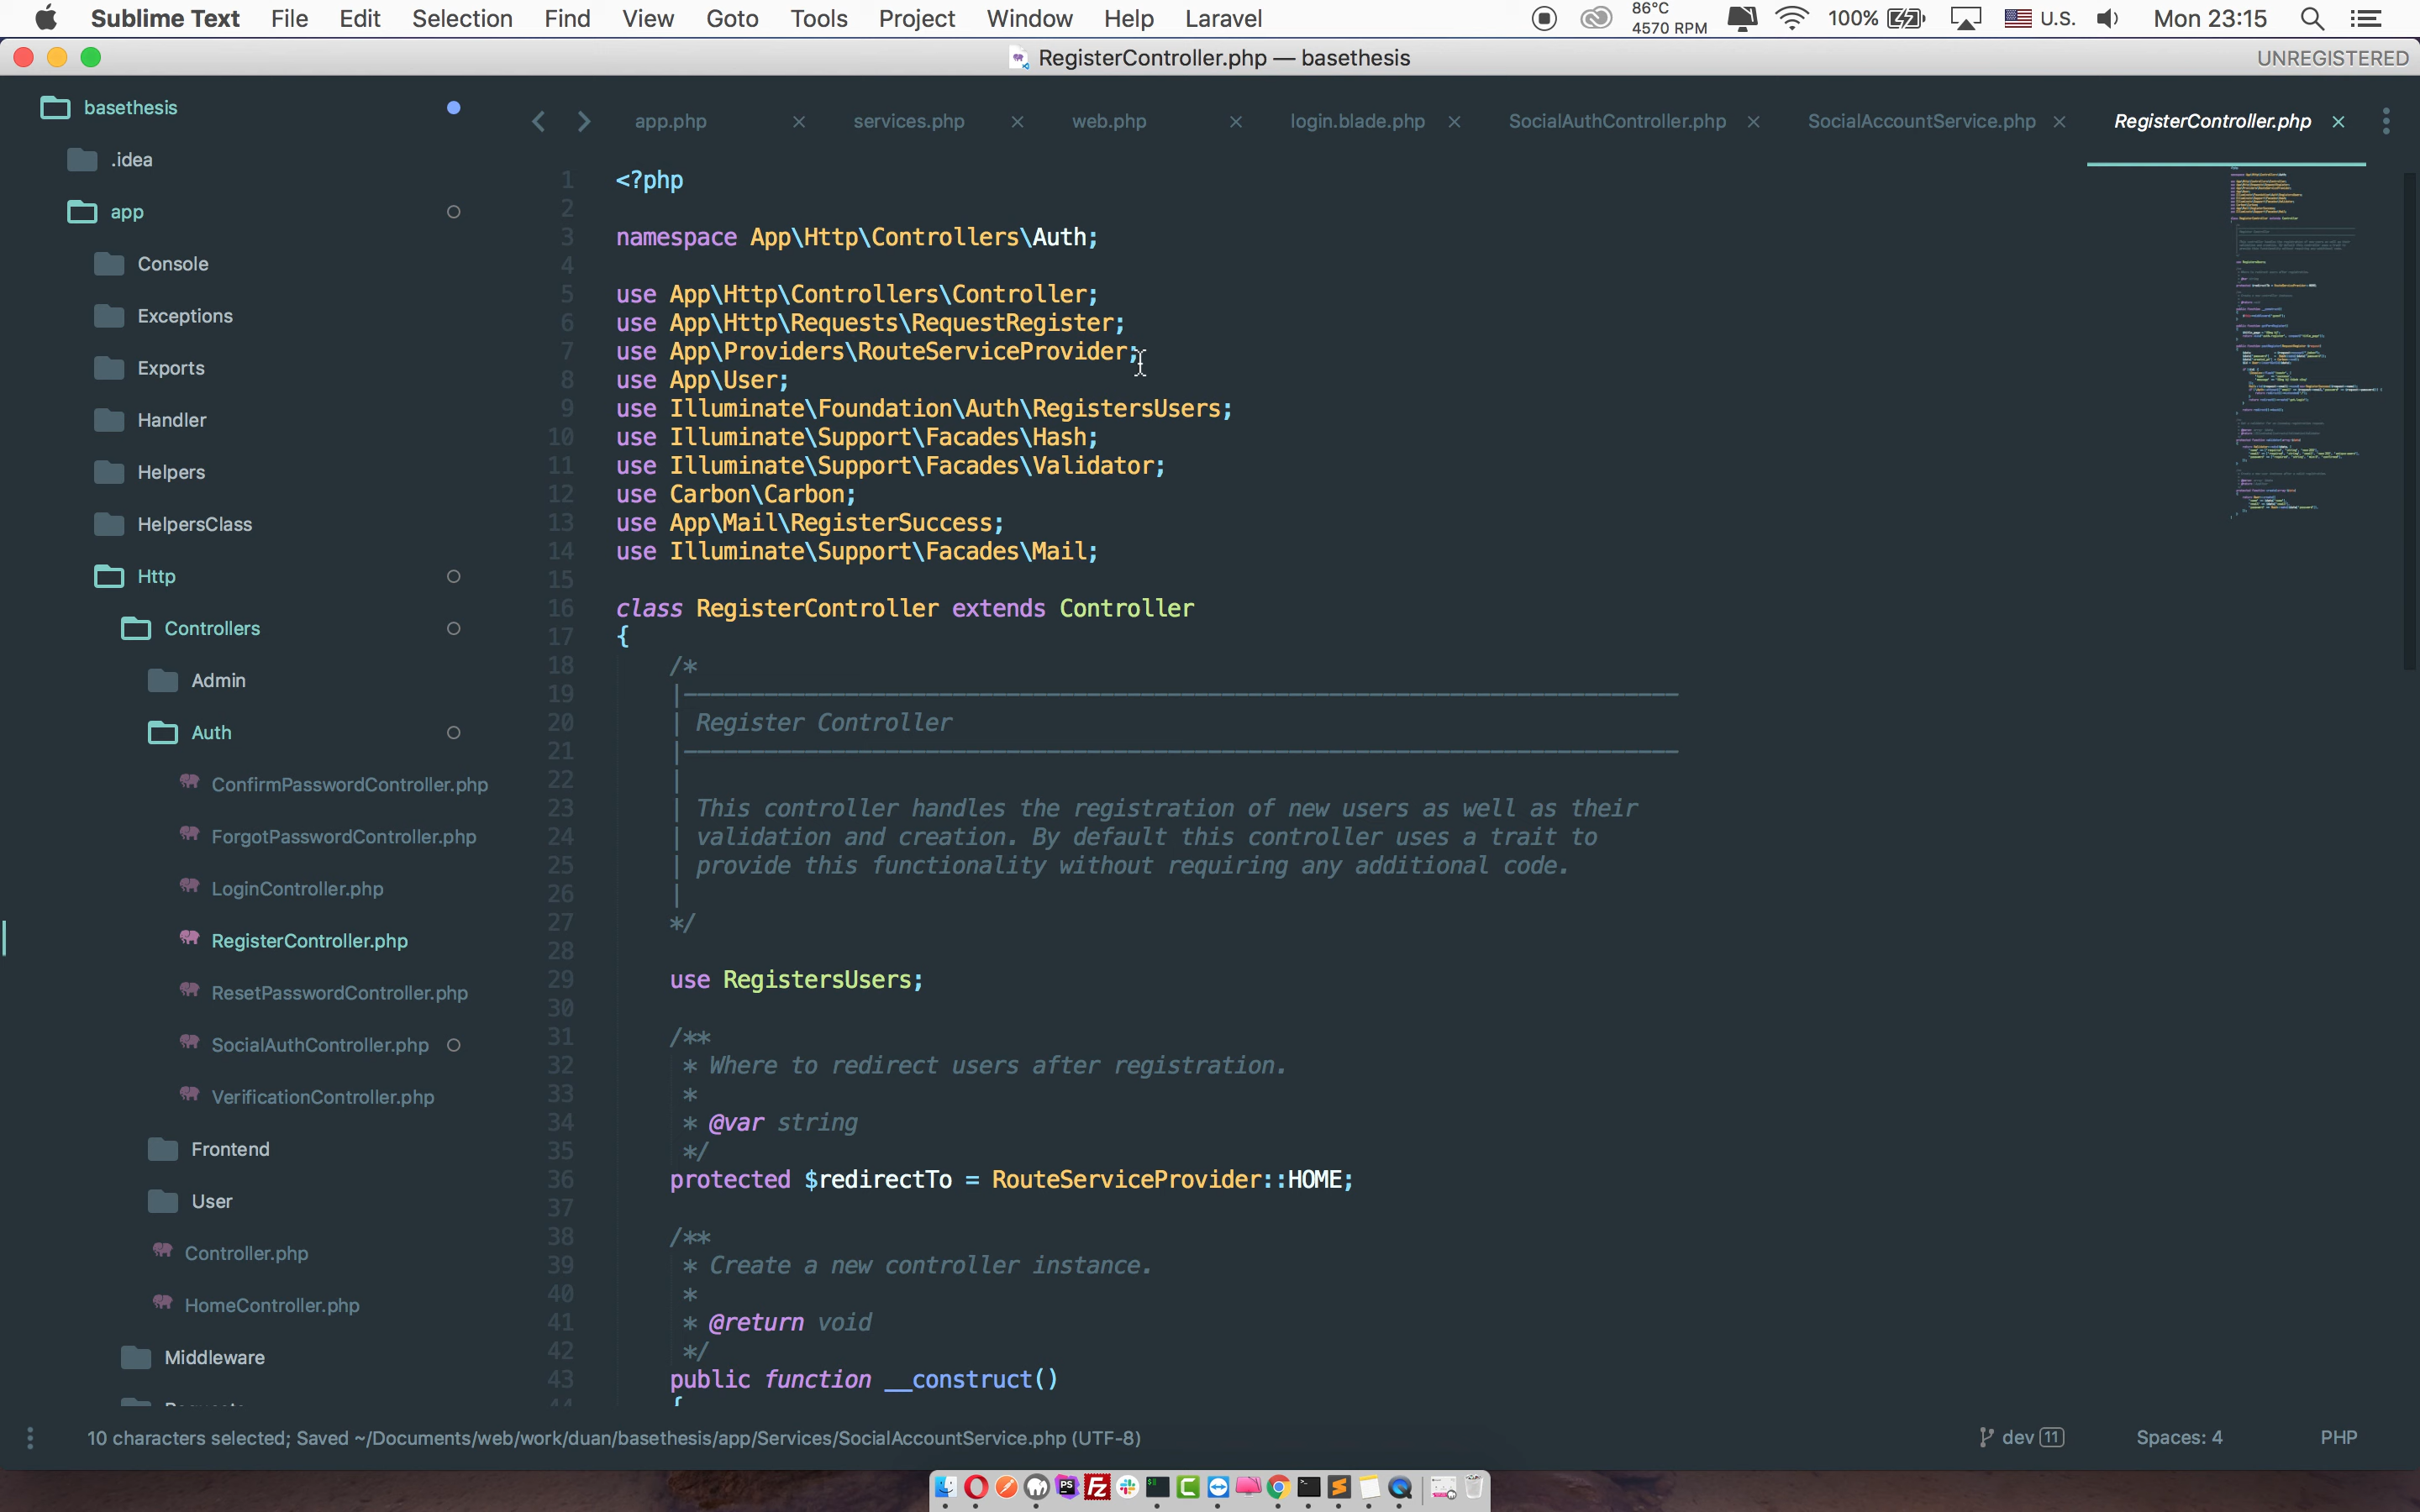 Sublime Text File Edit Selection Find View Goto Tools Project Window Help Laravel 86°C 4570 RPM 100% U.S. Mon 23:15
RegisterController.php — basethesis UNREGISTERED
basethesis
.idea
app
Console
Exceptions
Exports
Handler
Helpers
HelpersClass
Http
Controllers
Admin
Auth
ConfirmPasswordController.php
ForgotPasswordController.php
LoginController.php
RegisterController.php
ResetPasswordController.php
SocialAuthController.php
VerificationController.php
Frontend
User
Controller.php
HomeController.php
Middleware
app.php services.php web.php login.blade.php SocialAuthController.php SocialAccountService.php RegisterController.php
1 <?php
2
3 namespace App\Http\Controllers\Auth;
4
5 use App\Http\Controllers\Controller;
6 use App\Http\Requests\RequestRegister;
7 use App\Providers\RouteServiceProvider;
8 use App\User;
9 use Illuminate\Foundation\Auth\RegistersUsers;
10 use Illuminate\Support\Facades\Hash;
11 use Illuminate\Support\Facades\Validator;
12 use Carbon\Carbon;
13 use App\Mail\RegisterSuccess;
14 use Illuminate\Support\Facades\Mail;
15
16 class RegisterController extends Controller
17 {
18 /*
19 |--------------------------------------------------------------------------
20 | Register Controller
21 |--------------------------------------------------------------------------
22 |
23 | This controller handles the registration of new users as well as their
24 | validation and creation. By default this controller uses a trait to
25 | provide this functionality without requiring any additional code.
26 |
27 */
28
29 use RegistersUsers;
30
31 /**
32 * Where to redirect users after registration.
33 *
34 * @var string
35 */
36 protected $redirectTo = RouteServiceProvider::HOME;
37
38 /**
39 * Create a new controller instance.
40 *
41 * @return void
42 */
43 public function __construct()
44 {
10 characters selected; Saved ~/Documents/web/work/duan/basethesis/app/Services/SocialAccountService.php (UTF-8) dev 11 Spaces: 4 PHP